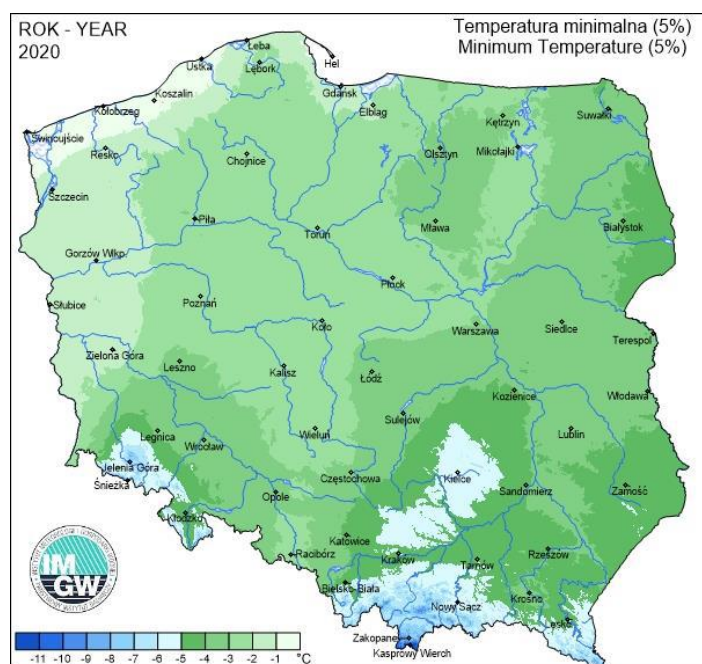 ROK - YEAR
2020
Temperatura minimalna (5%)
Minimum Temperature (5%)
Łeba
Ustka
Lębork
Hel
Koszalin
Gdańsk
Kołobrzeg
Elbląg
Kętrzyn
Suwałki
Świnoujście
Resko
Chojnice
Olsztyn
Mikołajki
Szczecin
Piła
Toruń
Mława
Białystok
Gorzów Wlkp.
Płock
Słubice
Poznań
Koło
Warszawa
Siedlce
Terespol
Zielona Góra
Leszno
Kalisz
Łódź
Kozienice
Włodawa
Sulejów
Legnica
Wrocław
Wieluń
Lublin
Jelenia Góra
Śnieżka
Częstochowa
Kielce
Opole
Sandomierz
Zamość
Kłodzko
Katowice
Racibórz
Kraków
Tarnów
Rzeszów
Bielsko-Biała
Nowy Sącz
Krosno
Lesko
Zakopane
Kasprowy Wierch
IM
GW
-11 -10 -9 -8 -7 -6 -5 -4 -3 -2 -1 °C